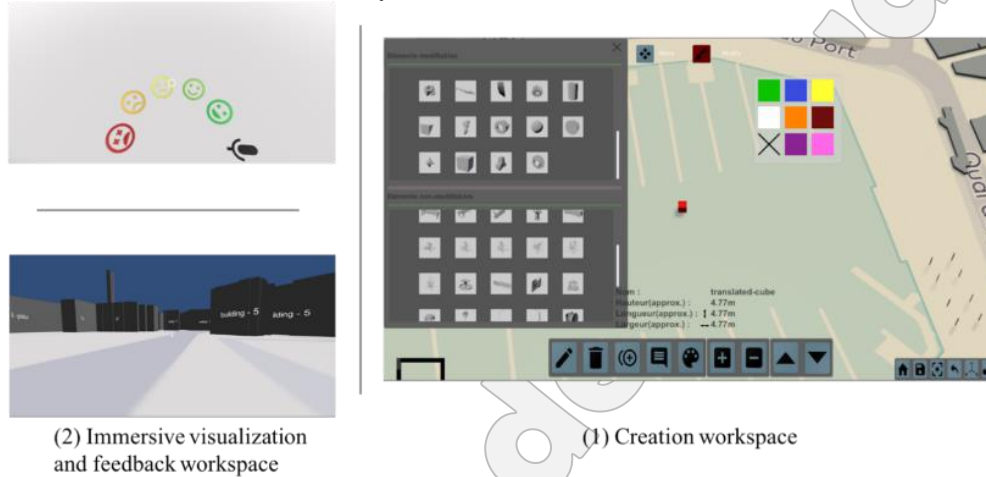 Port
Quai d
Nom : translated-cube
Hauteur(approx.) : 4.77m
Longueur(approx.) : 4.77m
Largeur(approx.) : 4.77m
building - 5
ilding - 5
(2) Immersive visualization
and feedback workspace
(1) Creation workspace